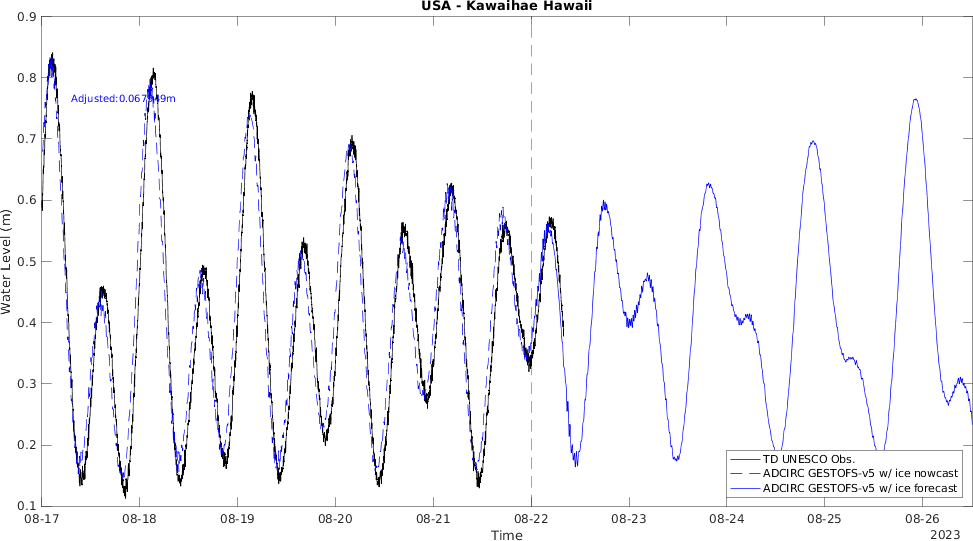 USA - Kawaihae Hawaii
0.9
0.8
0.7
0.6
0.5
0.4
0.3
0.2
0.1
Water Level (m)
08-17 08-18 08-19 08-20 08-21 08-22 08-23 08-24 08-25 08-26
Time
2023
TD UNESCO Obs.
ADCIRC GESTOFS-v5 w/ ice nowcast
ADCIRC GESTOFS-v5 w/ ice forecast